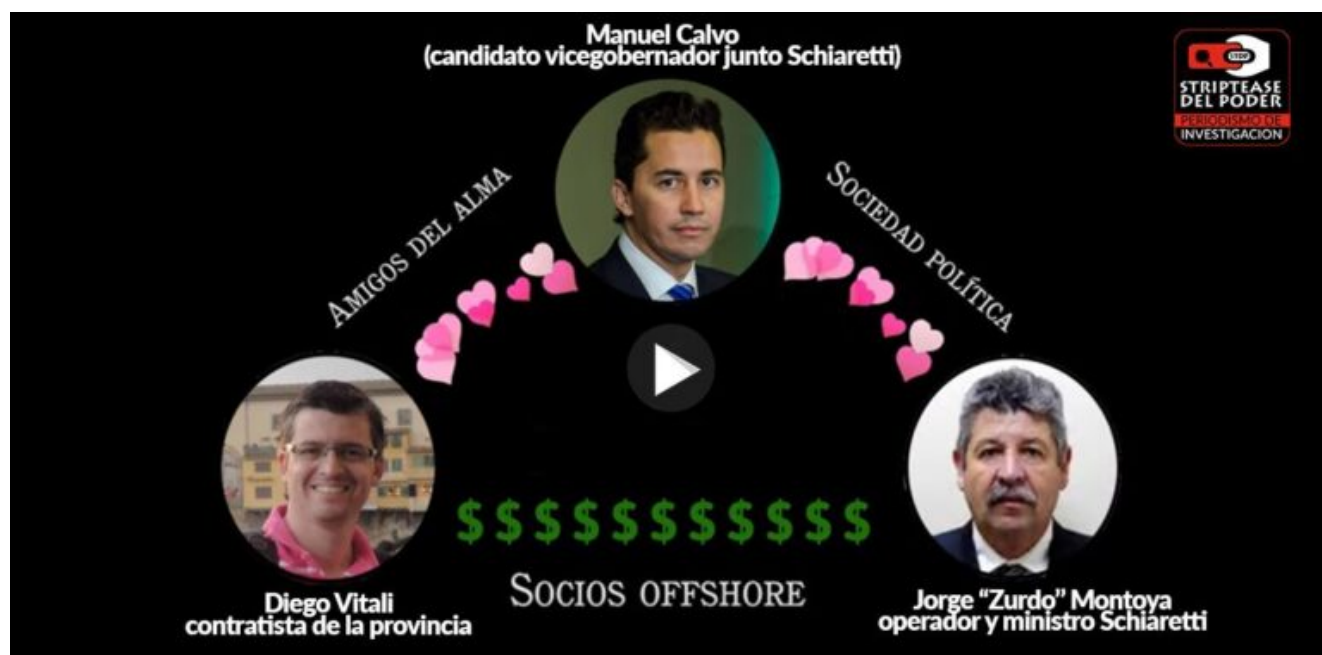 Manuel Calvo
(candidato vicegobernador junto Schiaretti)
STDP
STRIPTEASE
DEL PODER
PERIODISMO DE
INVESTIGACION
AMIGOS DEL ALMA
SOCIEDAD POLÍTICA
$$$$$$$$$$$
SOCIOS OFFSHORE
Diego Vitali
contratista de la provincia
Jorge “Zurdo” Montoya
operador y ministro Schiaretti